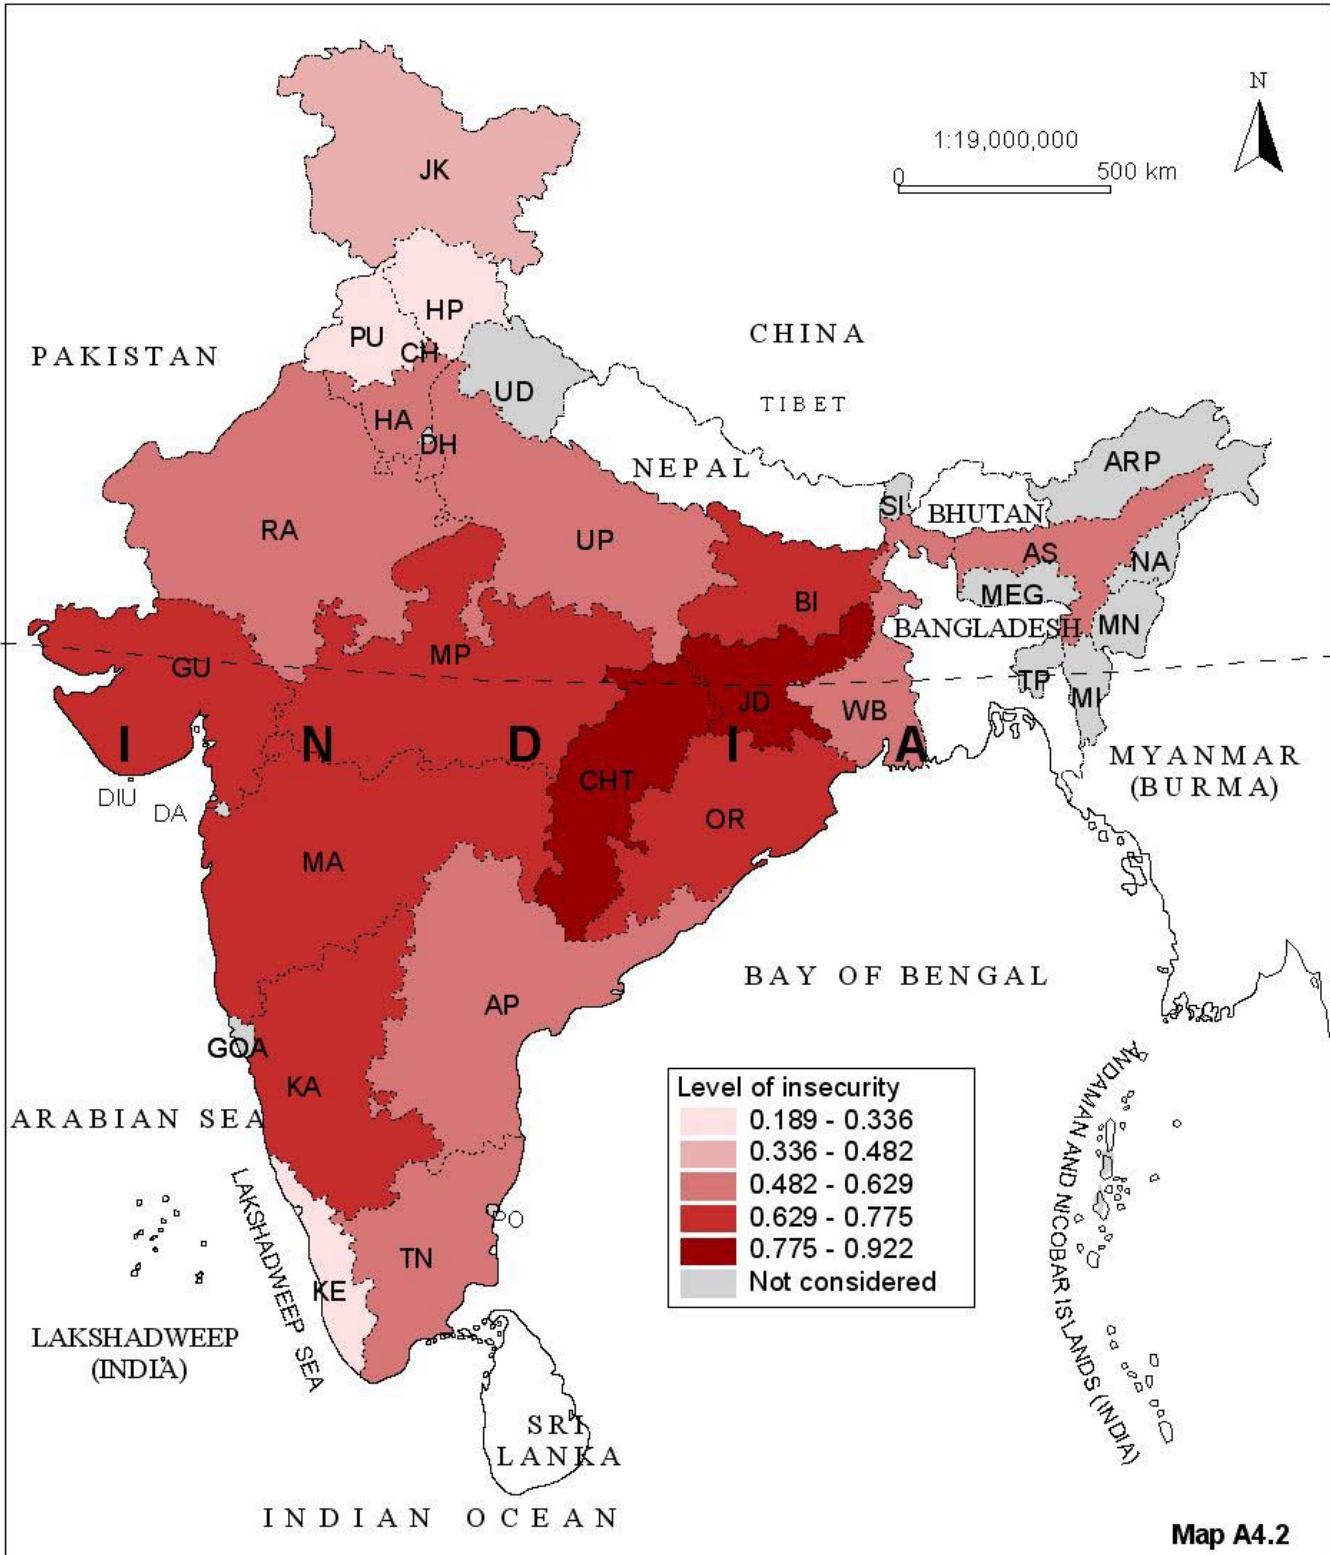 N
1:19,000,000
0
500 km
JK
HP
PU
CH
CHINA
PAKISTAN
UD
TIBET
HA
DH
NEPAL
ARP
SI
BHUTAN
RA
UP
AS
NA
MEG
BI
BANGLADESH
MN
MP
GU
TP
MI
JD
WB
I N D I A
MYANMAR
(BURMA)
CHT
DIU
DA
OR
MA
BAY OF BENGAL
AP
GOA
KA
ARABIAN SEA
Level of insecurity
0.189 - 0.336
0.336 - 0.482
0.482 - 0.629
0.629 - 0.775
0.775 - 0.922
Not considered
ANDAMAN AND NICOBAR ISLANDS (INDIA)
LAKSHADWEEP SEA
PO
TN
KE
LAKSHADWEEP
(INDIA)
SRI
LANKA
INDIAN OCEAN
Map A4.2